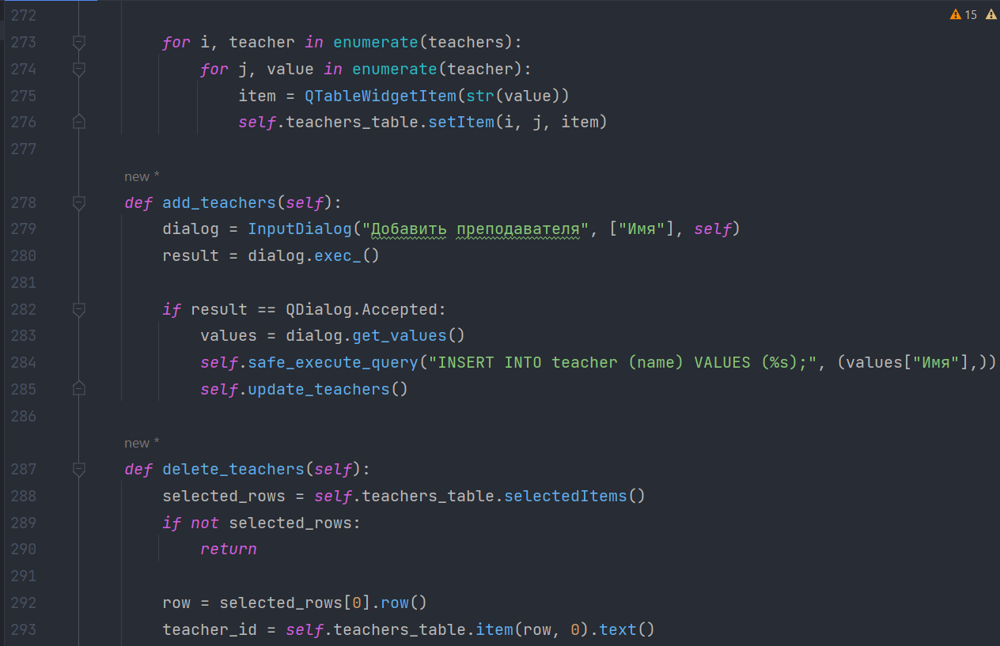 272
15
273 for i, teacher in enumerate(teachers):
274 for j, value in enumerate(teacher):
275 item = QTableWidgetItem(str(value))
276 self.teachers_table.setItem(i, j, item)
277
new *
278 def add_teachers(self):
279 dialog = InputDialog("Добавить преподавателя", ["Имя"], self)
280 result = dialog.exec_()
281
282 if result == QDialog.Accepted:
283 values = dialog.get_values()
284 self.safe_execute_query("INSERT INTO teacher (name) VALUES (%s);", (values["Имя"],))
285 self.update_teachers()
286
new *
287 def delete_teachers(self):
288 selected_rows = self.teachers_table.selectedItems()
289 if not selected_rows:
290 return
291
292 row = selected_rows[0].row()
293 teacher_id = self.teachers_table.item(row, 0).text()